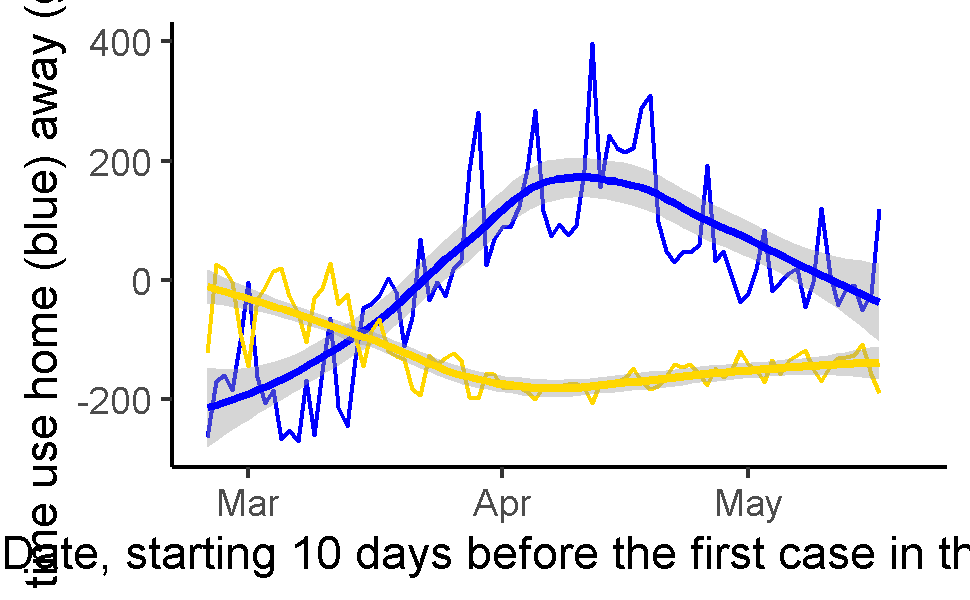 time use home (blue) away (
400
200
0
-200
Mar
Apr
May
Date, starting 10 days before the first case in th